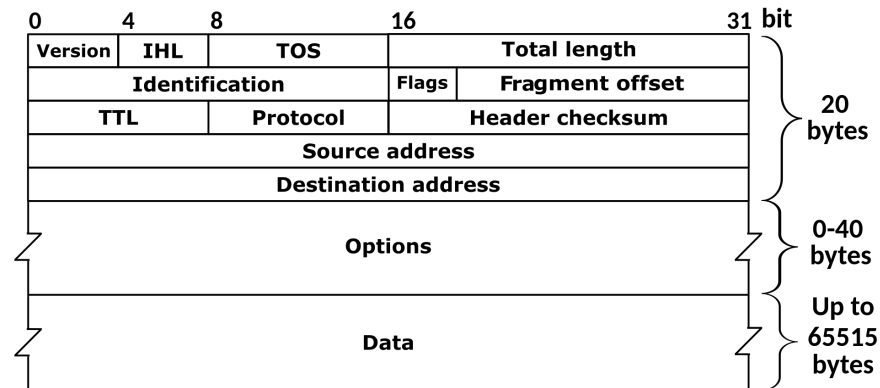 0 4 8 16 31 bit
Version IHL TOS Total length
Identification Flags Fragment offset
TTL Protocol Header checksum
Source address
Destination address
20
bytes
Options
0-40
bytes
Data
Up to
65515
bytes